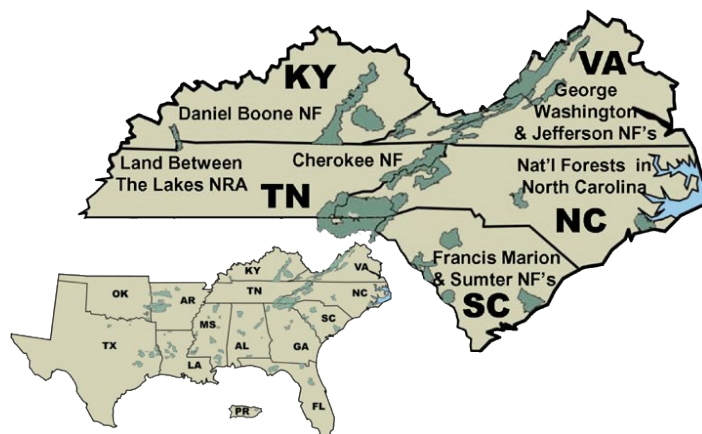 KY
Daniel Boone NF
VA
George
Washington
& Jefferson NF's
Land Between
The Lakes NRA
Cherokee NF
TN
Nat'l Forests in
North Carolina
NC
Francis Marion
& Sumter NF's
SC
KY
VA
OK
AR
TN
NC
MS
SC
TX
AL
GA
LA
FL
PR